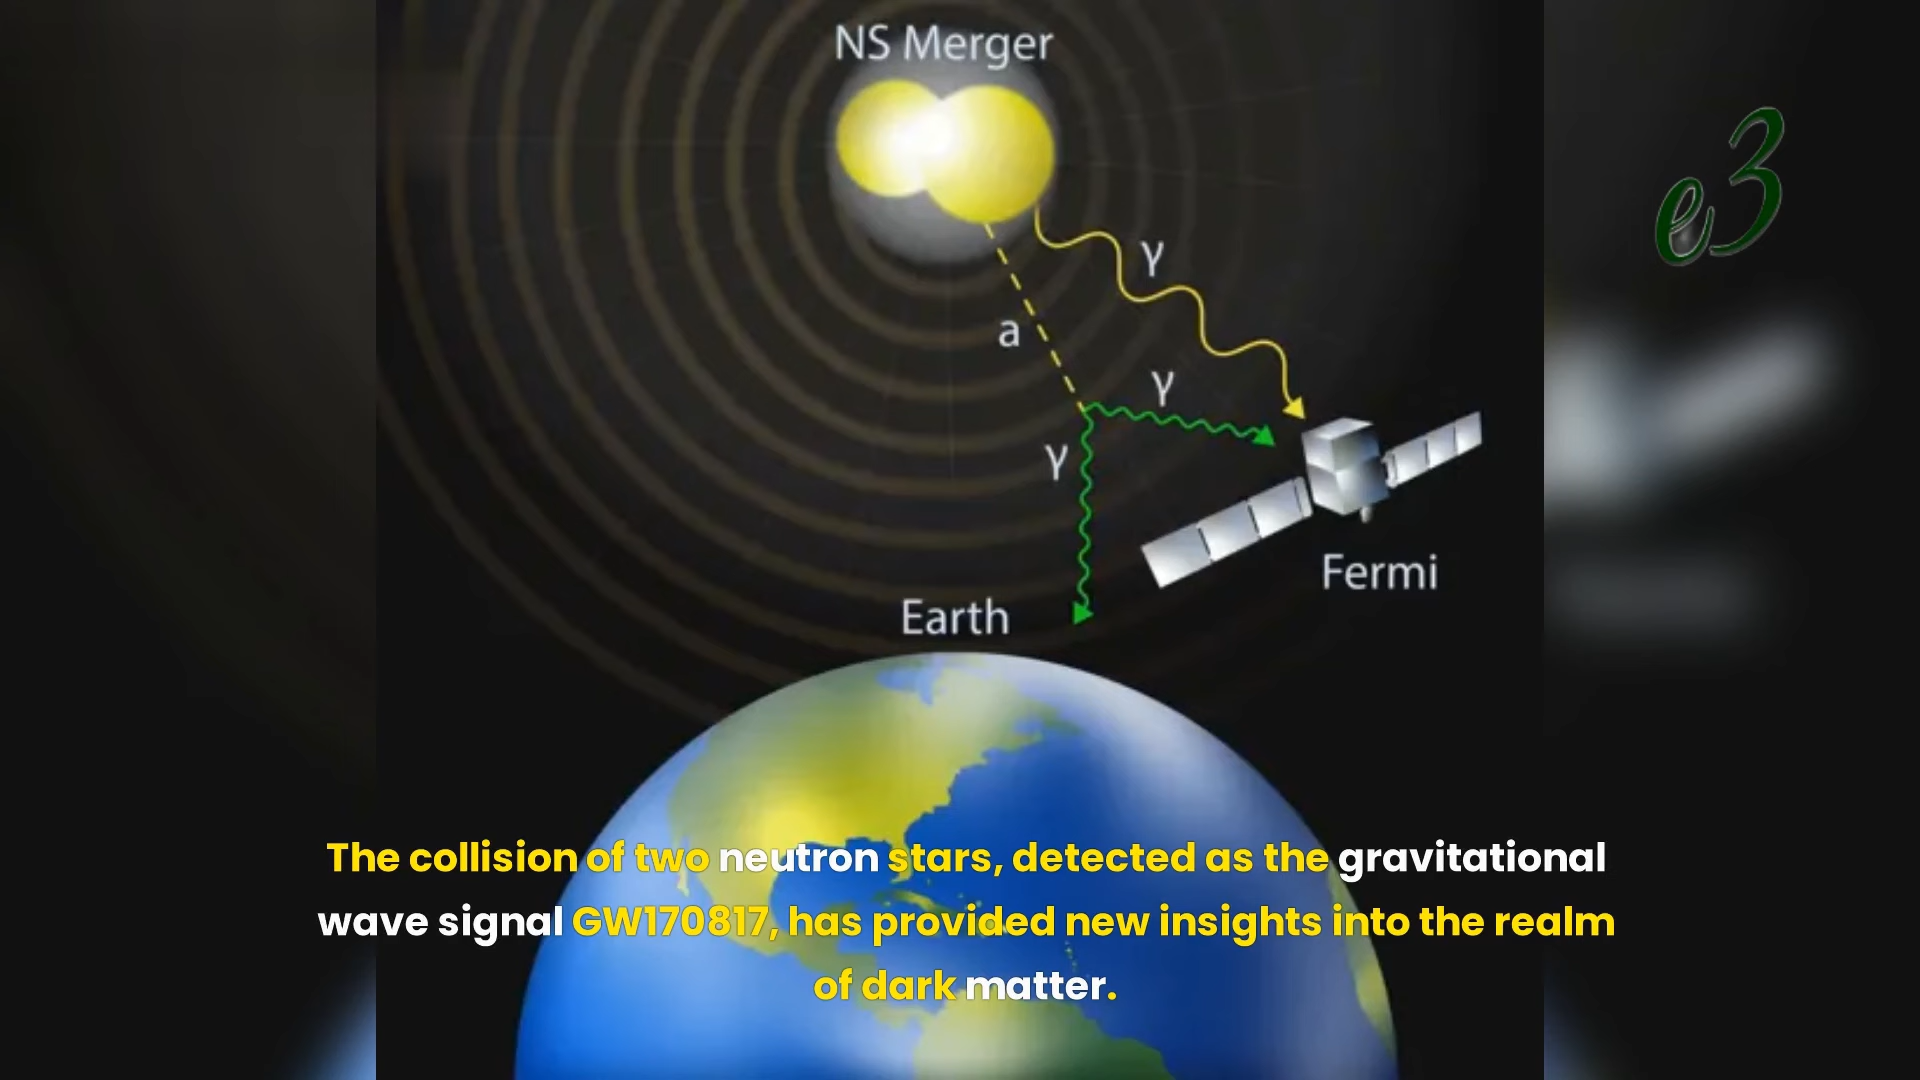 NS Merger
e3
γ
a
γ
γ
Fermi
Earth
The collision of two neutron stars, detected as the gravitational
wave signal GW170817, has provided new insights into the realm
of dark matter.